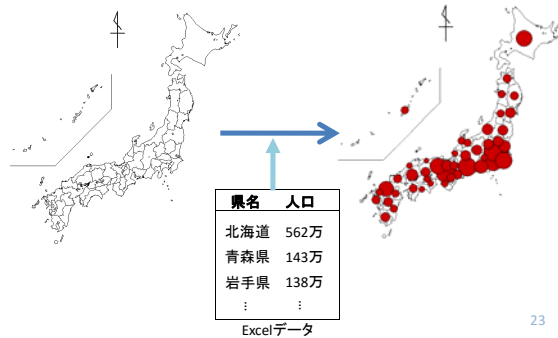 県名 人口
北海道 562万
青森県 143万
岩手県 138万
⋮ ⋮
Excelデータ
23